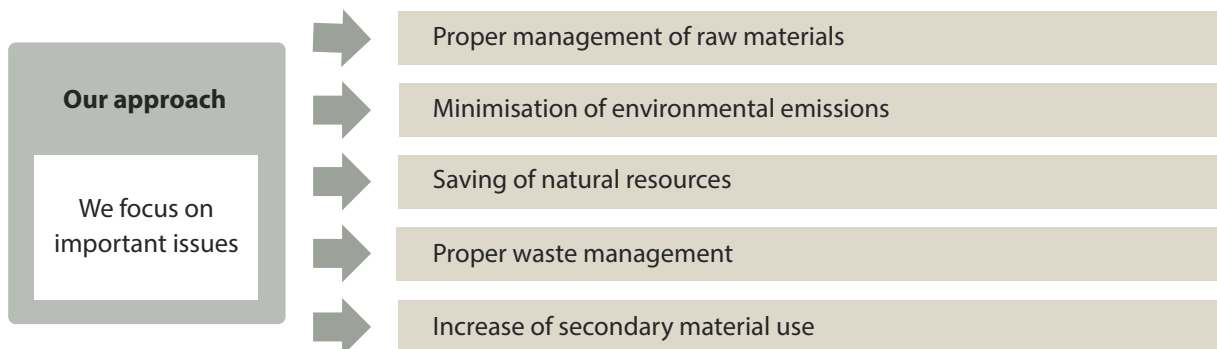 Our approach
We focus on
important issues
Proper management of raw materials
Minimisation of environmental emissions
Saving of natural resources
Proper waste management
Increase of secondary material use